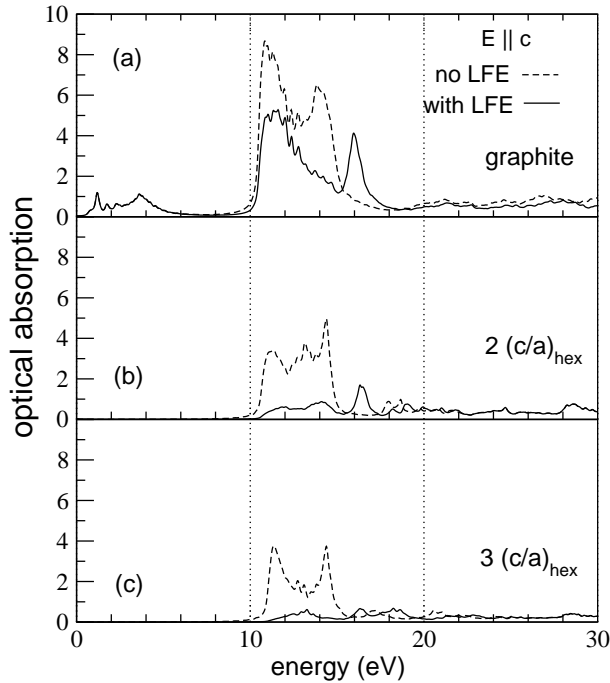 optical absorption
10
8
6
4
2
0
(a)
E || c
no LFE
with LFE
graphite
8
6
4
2
0
(b)
2 (c/a)hex
8
6
4
2
0
(c)
3 (c/a)hex
0 10 20 30
energy (eV)